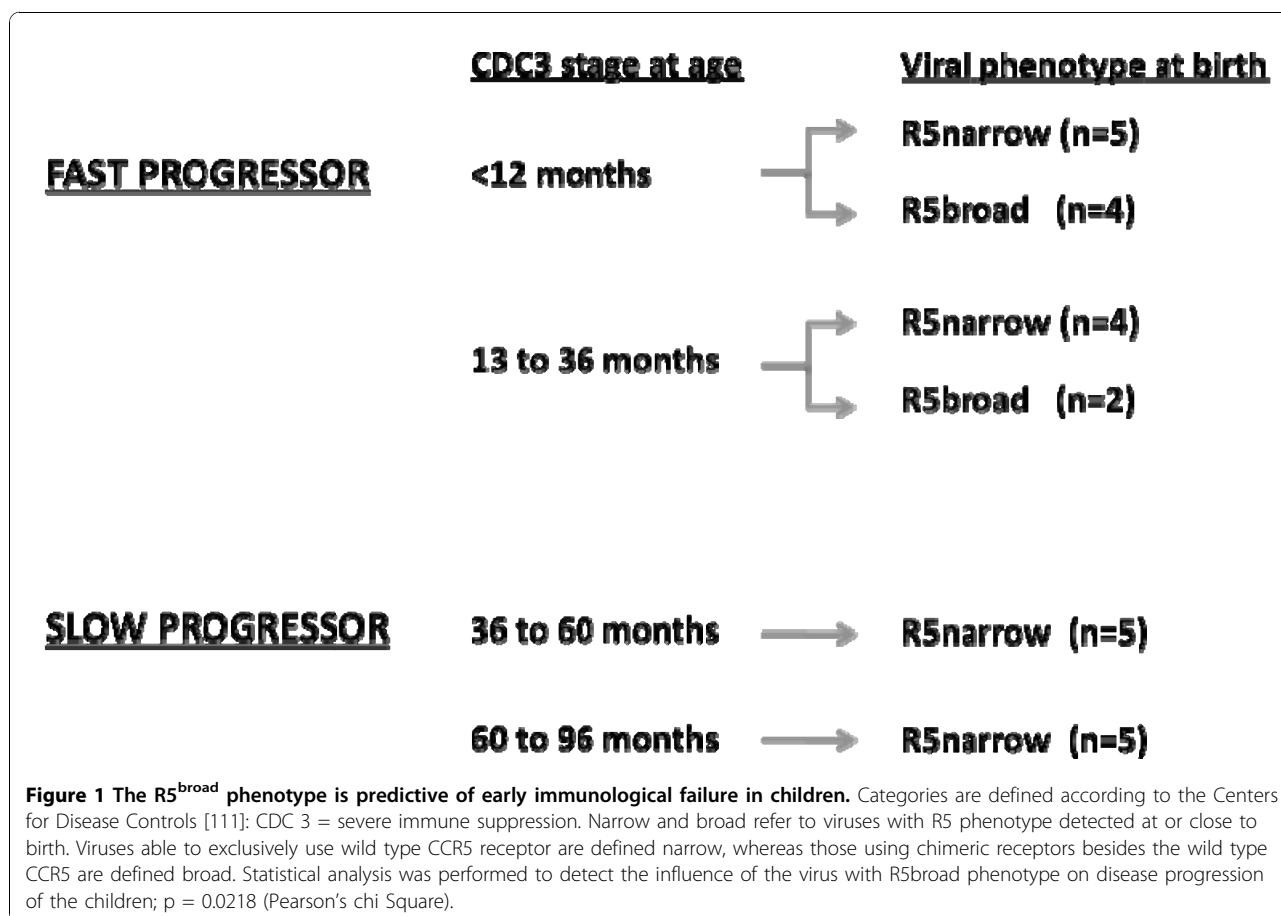 CDC3 stage at age Viral phenotype at birth
R5narrow (n=5)
FAST PROGRESSOR <12 months
R5broad (n=4)
R5narrow (n=4)
13 to 36 months
R5broad (n=2)
SLOW PROGRESSOR 36 to 60 months R5narrow (n=5)
60 to 96 months R5narrow (n=5)
Figure 1 The R5broad phenotype is predictive of early immunological failure in children. Categories are defined according to the Centers
for Disease Controls [111]: CDC 3 = severe immune suppression. Narrow and broad refer to viruses with R5 phenotype detected at or close to
birth. Viruses able to exclusively use wild type CCR5 receptor are defined narrow, whereas those using chimeric receptors besides the wild type
CCR5 are defined broad. Statistical analysis was performed to detect the influence of the virus with R5broad phenotype on disease progression
of the children; p = 0.0218 (Pearson's chi Square).